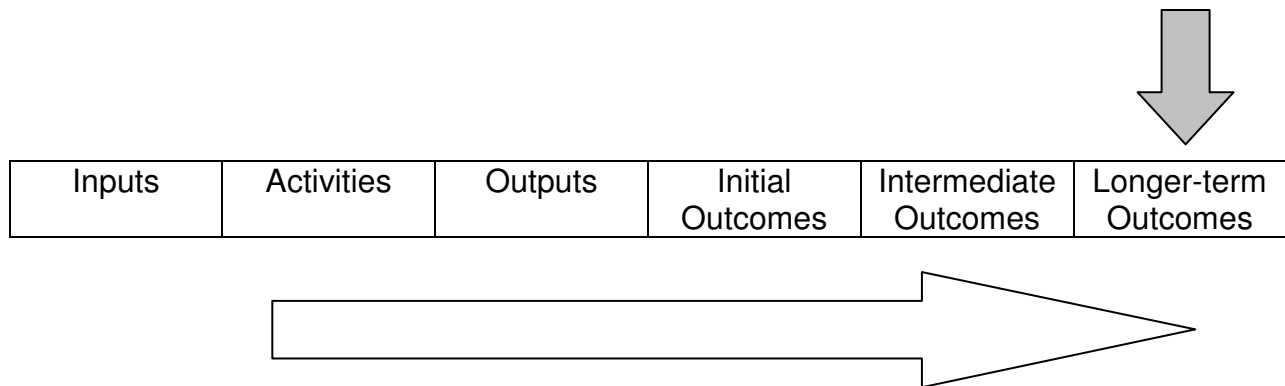 Inputs
Activities
Outputs
Initial
Outcomes
Intermediate
Outcomes
Longer-term
Outcomes